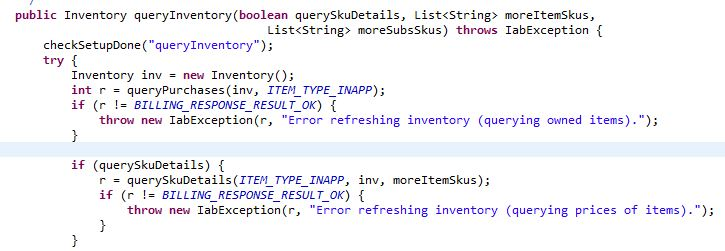 public Inventory queryInventory(boolean querySkuDetails, List<String> moreItemSkus,
                                List<String> moreSubsSkus) throws IabException {
    checkSetupDone("queryInventory");
    try {
        Inventory inv = new Inventory();
        int r = queryPurchases(inv, ITEM_TYPE_INAPP);
        if (r != BILLING_RESPONSE_RESULT_OK) {
            throw new IabException(r, "Error refreshing inventory (querying owned items).");
        }
        if (querySkuDetails) {
            r = querySkuDetails(ITEM_TYPE_INAPP, inv, moreItemSkus);
            if (r != BILLING_RESPONSE_RESULT_OK) {
                throw new IabException(r, "Error refreshing inventory (querying prices of items).");
            }
        }